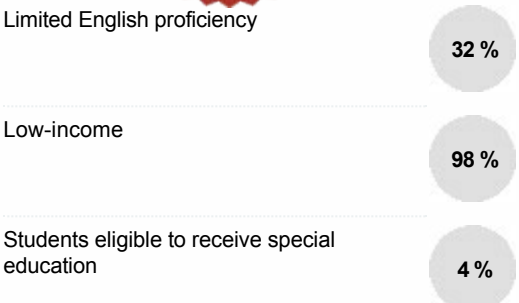 Limited English proficiency
32 %
Low-income
98 %
Students eligible to receive special
education
4 %